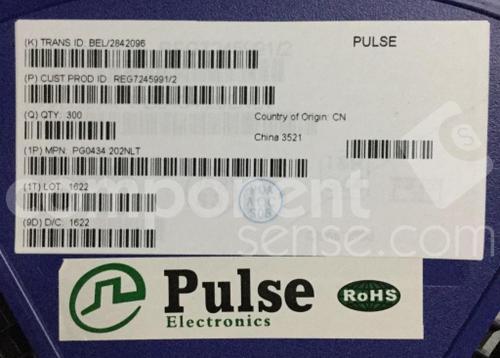 (K) TRANS ID: BEL/2842096
PULSE
(P) CUST PROD ID: REG7245991/2
(Q) QTY: 300
Country of Origin: CN
China 3521
(1P) MPN: PG0434 202NLT
(1T) LOT: 1622
(9D) D/C: 1622
component
sense.com
Pulse
Electronics
RoHS